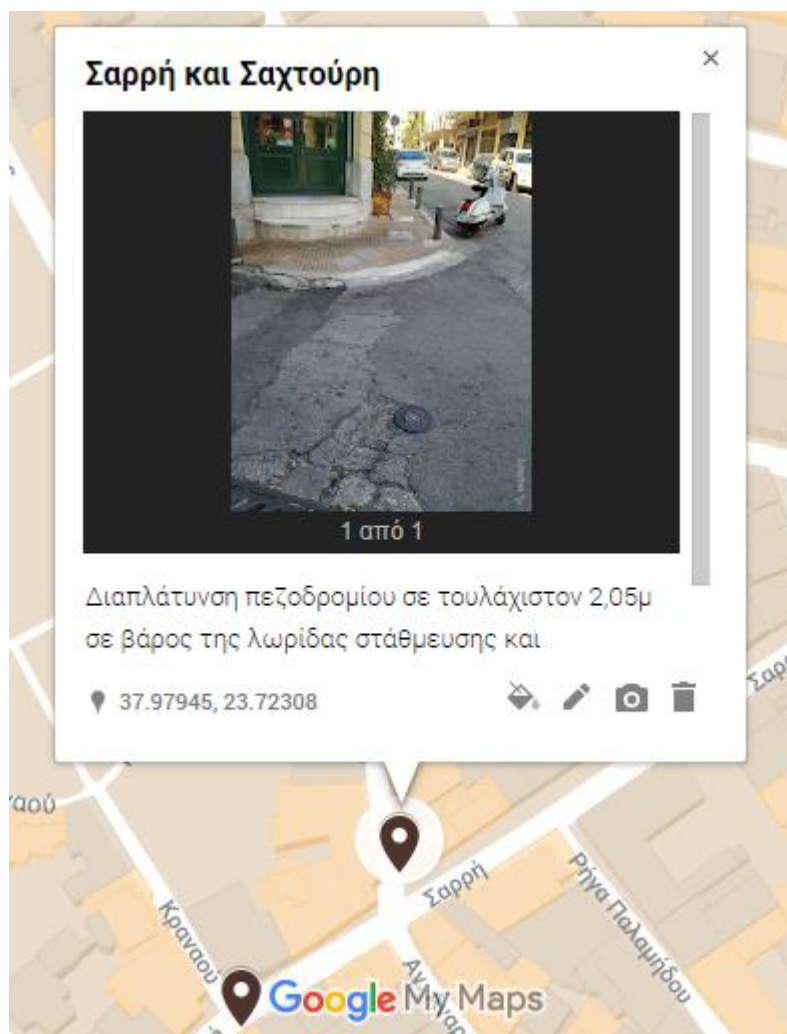 Σαρρή και Σαχτούρη
1 από 1
Διαπλάτυνση πεζοδρομίου σε τουλάχιστον 2,05μ
σε βάρος της λωρίδας στάθμευσης και
37.97945, 23.72308
Σαρρή
Κραναού
Ρήγα Παλαμήδου
Google My Maps